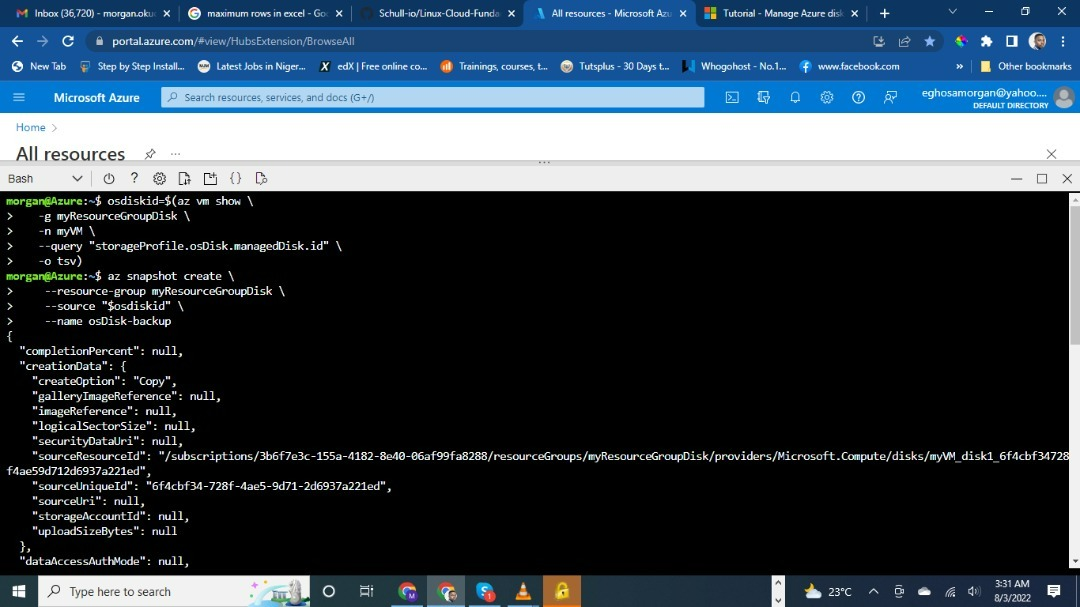 Inbox (36,720) - morgan.oku
maximum rows in excel - Go
Schull-io/Linux-Cloud-Funda
All resources - Microsoft Azu
Tutorial - Manage Azure disk
portal.azure.com/#view/HubsExtension/BrowseAll
New Tab
Step by Step Install...
Latest Jobs in Niger...
edX | Free online co...
Trainings, courses, t...
Tutsplus - 30 Days t...
Whogohost - No.1...
www.facebook.com
»
Other bookmarks
Microsoft Azure
Search resources, services, and docs (G+/)
eghosamorgan@yahoo....
DEFAULT DIRECTORY
Home >
All resources
...
Bash
morgan@Azure:~$ osdiskid=$(az vm show \
>    -g myResourceGroupDisk \
>    -n myVM \
>    --query "storageProfile.osDisk.managedDisk.id" \
>    -o tsv)
morgan@Azure:~$ az snapshot create \
>     --resource-group myResourceGroupDisk \
>     --source "$osdiskid" \
>     --name osDisk-backup
{
  "completionPercent": null,
  "creationData": {
    "createOption": "Copy",
    "galleryImageReference": null,
    "imageReference": null,
    "logicalSectorSize": null,
    "securityDataUri": null,
    "sourceResourceId": "/subscriptions/3b6f7e3c-155a-4182-8e40-06af99fa8288/resourceGroups/myResourceGroupDisk/providers/Microsoft.Compute/disks/myVM_disk1_6f4cbf34728
f4ae59d712d6937a221ed",
    "sourceUniqueId": "6f4cbf34-728f-4ae5-9d71-2d6937a221ed",
    "sourceUri": null,
    "storageAccountId": null,
    "uploadSizeBytes": null
  },
  "dataAccessAuthMode": null,
Type here to search
23°C
3:31 AM
8/3/2022